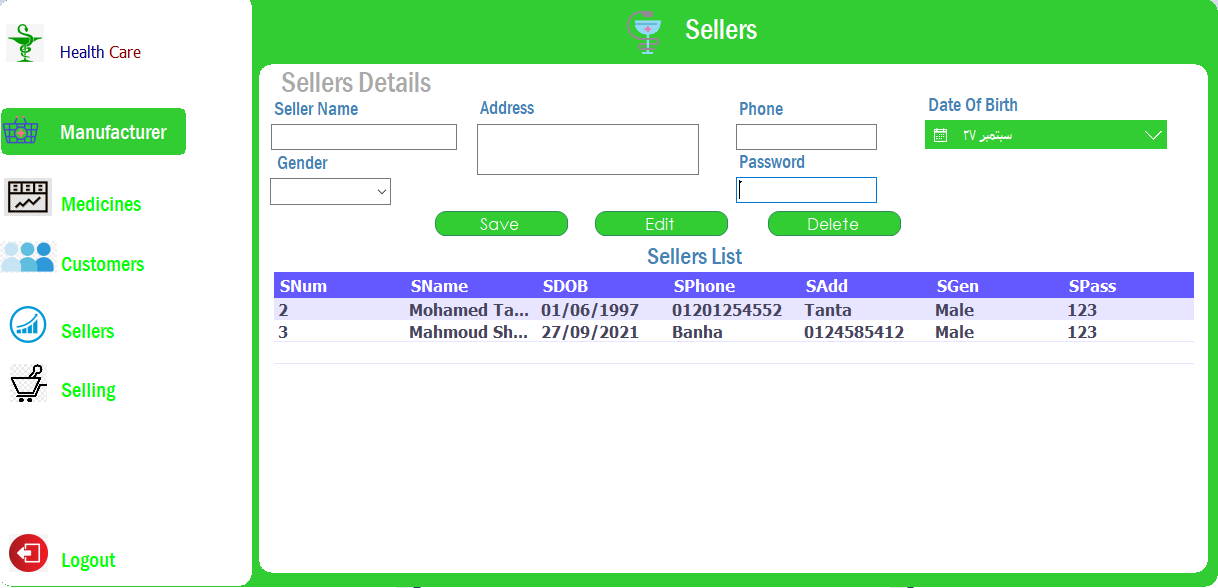 Health Care
Manufacturer
Medicines
Customers
Sellers
Selling
Logout
Sellers
Sellers Details
Seller Name
Address
Phone
Date Of Birth
سبتمبر ٢٧
Gender
Password
Save Edit Delete
Sellers List
SNum SName SDOB SPhone SAdd SGen SPass
2 Mohamed Ta... 01/06/1997 01201254552 Tanta Male 123
3 Mahmoud Sh... 27/09/2021 Banha 0124585412 Male 123